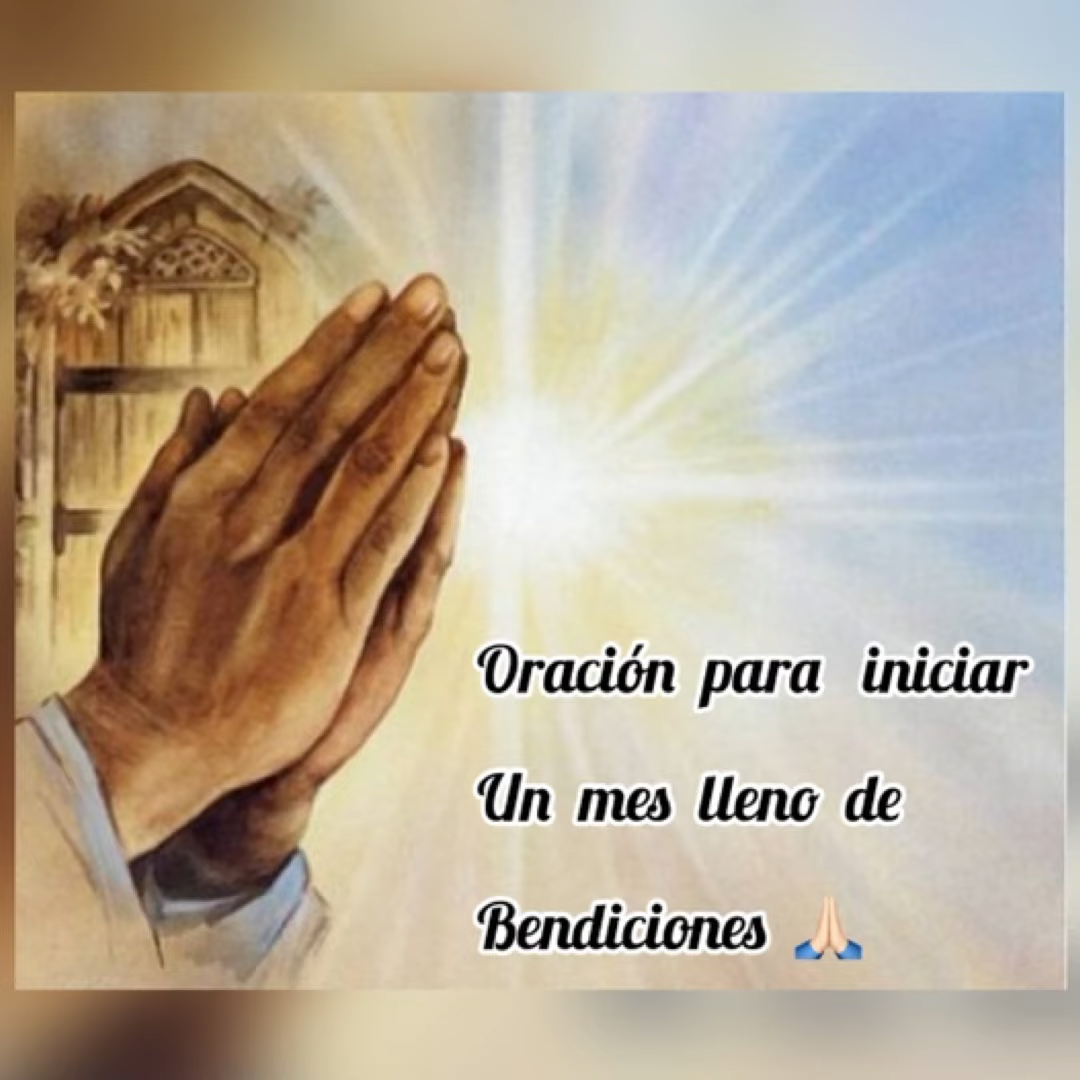 Oración para iniciar
Un mes lleno de
Bendiciones 🙏🏻